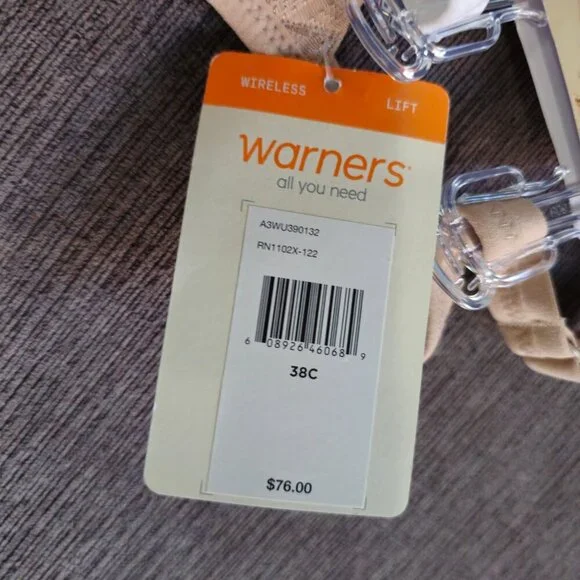 WIRELESS
LIFT
warners®
all you need
A3WU390132
RN1102X-122
6 08926 46068 9
38C
$76.00